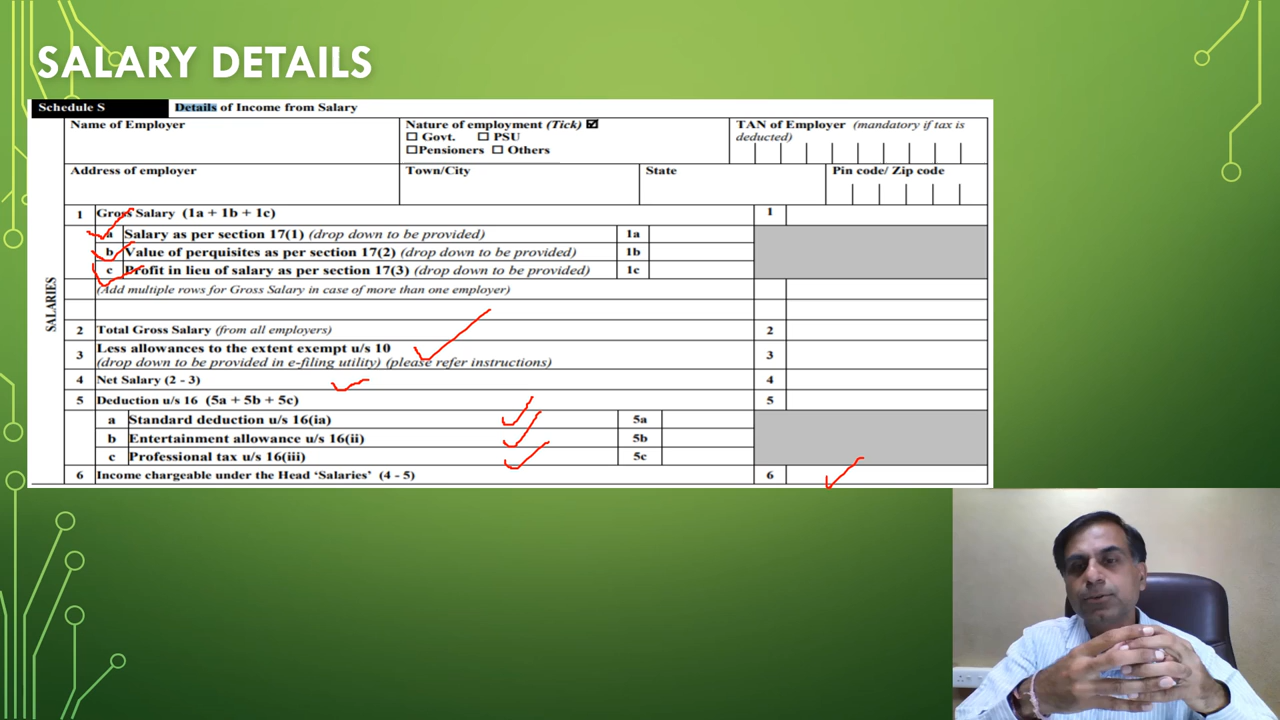 SALARY DETAILS
Schedule S Details of Income from Salary
Name of Employer Nature of employment (Tick) ☑ TAN of Employer (mandatory if tax is
☐ Govt. ☐ PSU deducted)
☐Pensioners ☐ Others
Address of employer Town/City State Pin code/ Zip code
SALARIES
1 Gross Salary (1a + 1b + 1c) 1
a Salary as per section 17(1) (drop down to be provided) 1a
b Value of perquisites as per section 17(2) (drop down to be provided) 1b
c Profit in lieu of salary as per section 17(3) (drop down to be provided) 1c
(Add multiple rows for Gross Salary in case of more than one employer)
2 Total Gross Salary (from all employers) 2
3 Less allowances to the extent exempt u/s 10 3
(drop down to be provided in e-filing utility) (please refer instructions)
4 Net Salary (2 - 3) 4
5 Deduction u/s 16 (5a + 5b + 5c) 5
a Standard deduction u/s 16(ia) 5a
b Entertainment allowance u/s 16(ii) 5b
c Professional tax u/s 16(iii) 5c
6 Income chargeable under the Head ‘Salaries’ (4 - 5) 6